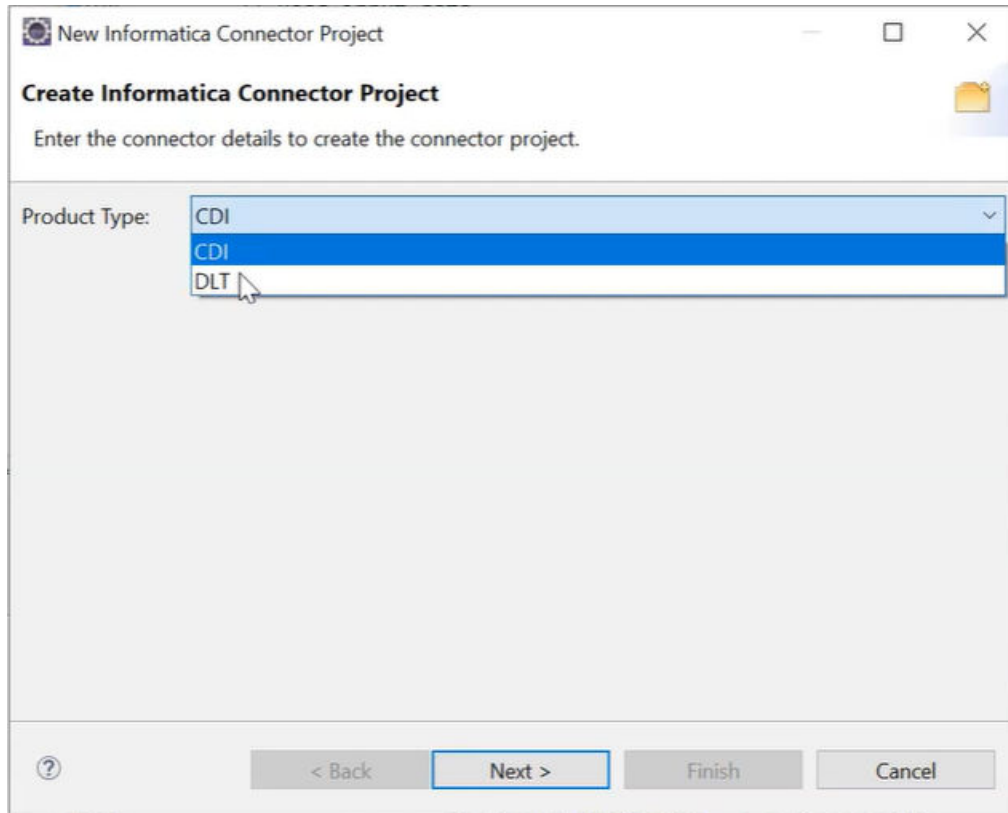 New Informatica Connector Project
Create Informatica Connector Project
Enter the connector details to create the connector project.
Product Type: CDI
CDI
DLT
< Back Next > Finish Cancel